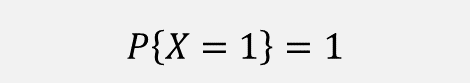 P{X = 1} = 1